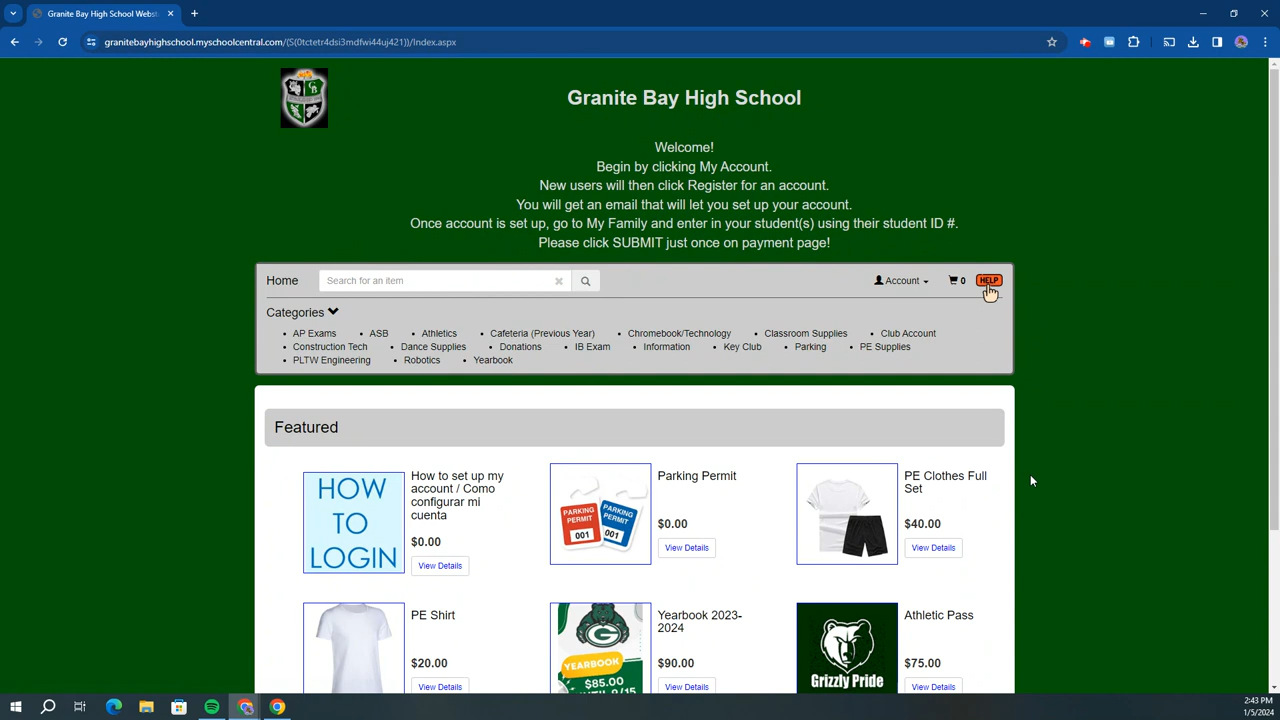 Granite Bay High School Webst
granitebayhighschool.myschoolcentral.com/(S(0tctetr4dsi3mdfwi44uj421))/Index.aspx
GB
Granite Bay High School
Welcome!
Begin by clicking My Account.
New users will then click Register for an account.
You will get an email that will let you set up your account.
Once account is set up, go to My Family and enter in your student(s) using their student ID #.
Please click SUBMIT just once on payment page!
Home Search for an item Account 0 HELP
Categories
AP Exams ASB Athletics Cafeteria (Previous Year) Chromebook/Technology Classroom Supplies Club Account
Construction Tech Dance Supplies Donations IB Exam Information Key Club Parking PE Supplies
PLTW Engineering Robotics Yearbook
Featured
HOW
TO
LOGIN
How to set up my
account / Como
configurar mi
cuenta
$0.00
View Details
PARKING
PERMIT
001
PARKING
PERMIT
001
Parking Permit
$0.00
View Details
PE Clothes Full
Set
$40.00
View Details
PE Shirt
$20.00
View Details
G
YEARBOOK
$85.00
UNTIL 9/15
Yearbook 2023-
2024
$90.00
View Details
Grizzly Pride
Athletic Pass
$75.00
View Details
2:43 PM
1/5/2024